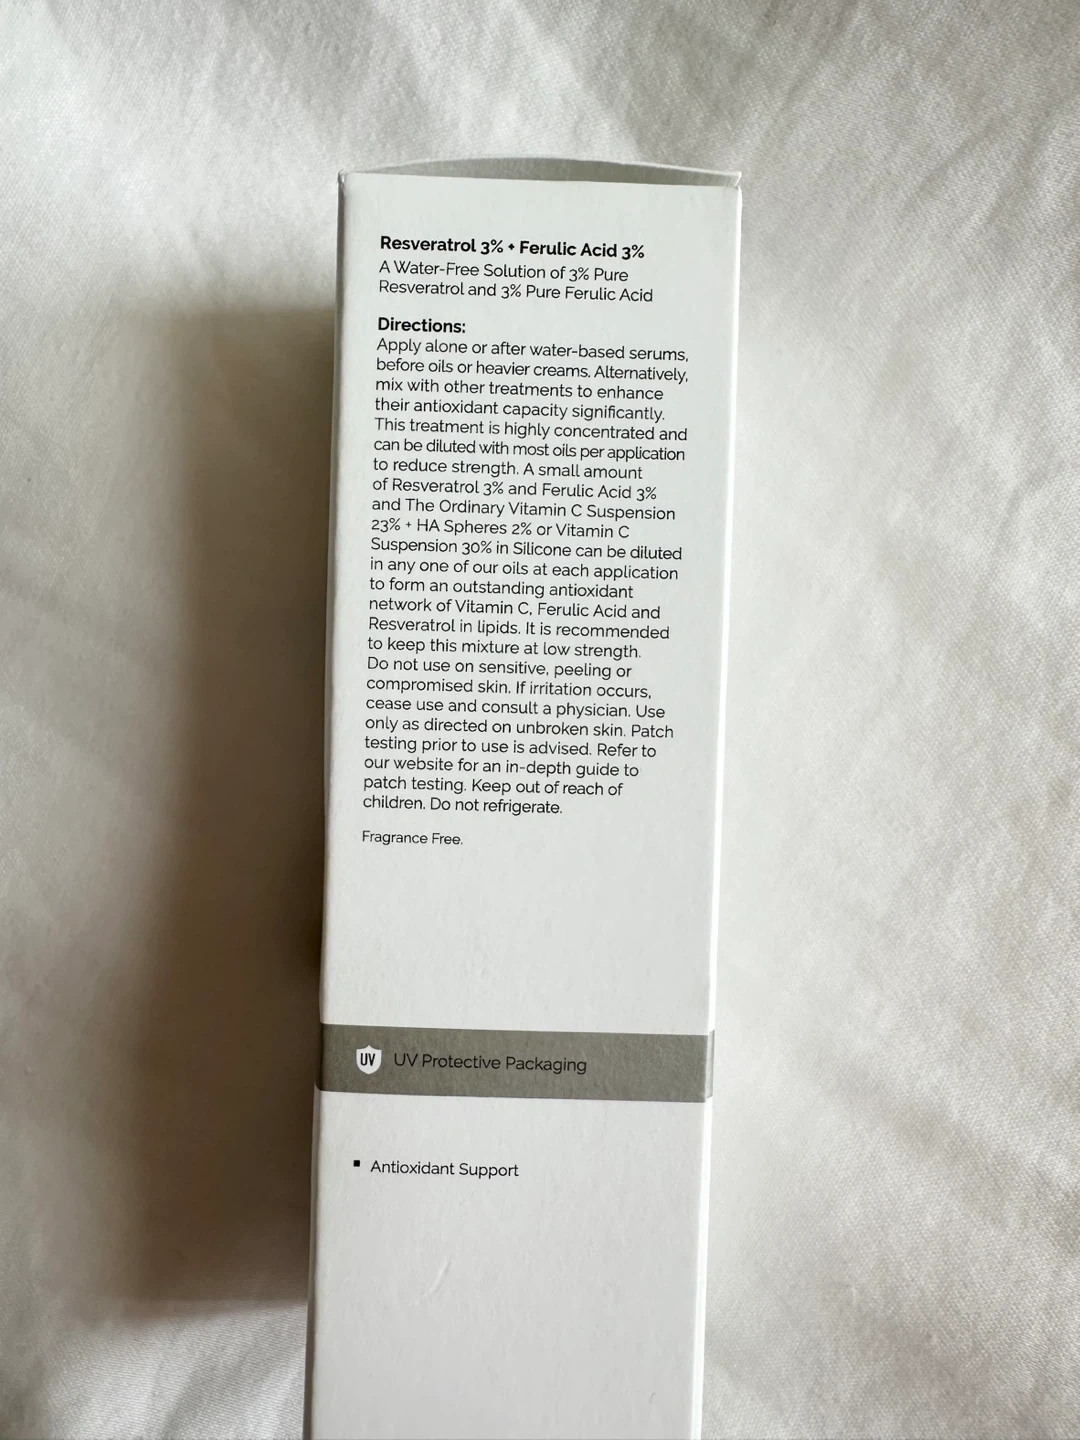 Resveratrol 3% + Ferulic Acid 3%
A Water-Free Solution of 3% Pure
Resveratrol and 3% Pure Ferulic Acid
Directions:
Apply alone or after water-based serums,
before oils or heavier creams. Alternatively,
mix with other treatments to enhance
their antioxidant capacity significantly.
This treatment is highly concentrated and
can be diluted with most oils per application
to reduce strength. A small amount
of Resveratrol 3% and Ferulic Acid 3%
and The Ordinary Vitamin C Suspension
23% + HA Spheres 2% or Vitamin C
Suspension 30% in Silicone can be diluted
in any one of our oils at each application
to form an outstanding antioxidant
network of Vitamin C, Ferulic Acid and
Resveratrol in lipids. It is recommended
to keep this mixture at low strength.
Do not use on sensitive, peeling or
compromised skin. If irritation occurs,
cease use and consult a physician. Use
only as directed on unbroken skin. Patch
testing prior to use is advised. Refer to
our website for an in-depth guide to
patch testing. Keep out of reach of
children. Do not refrigerate.
Fragrance Free.
UV UV Protective Packaging
▪ Antioxidant Support